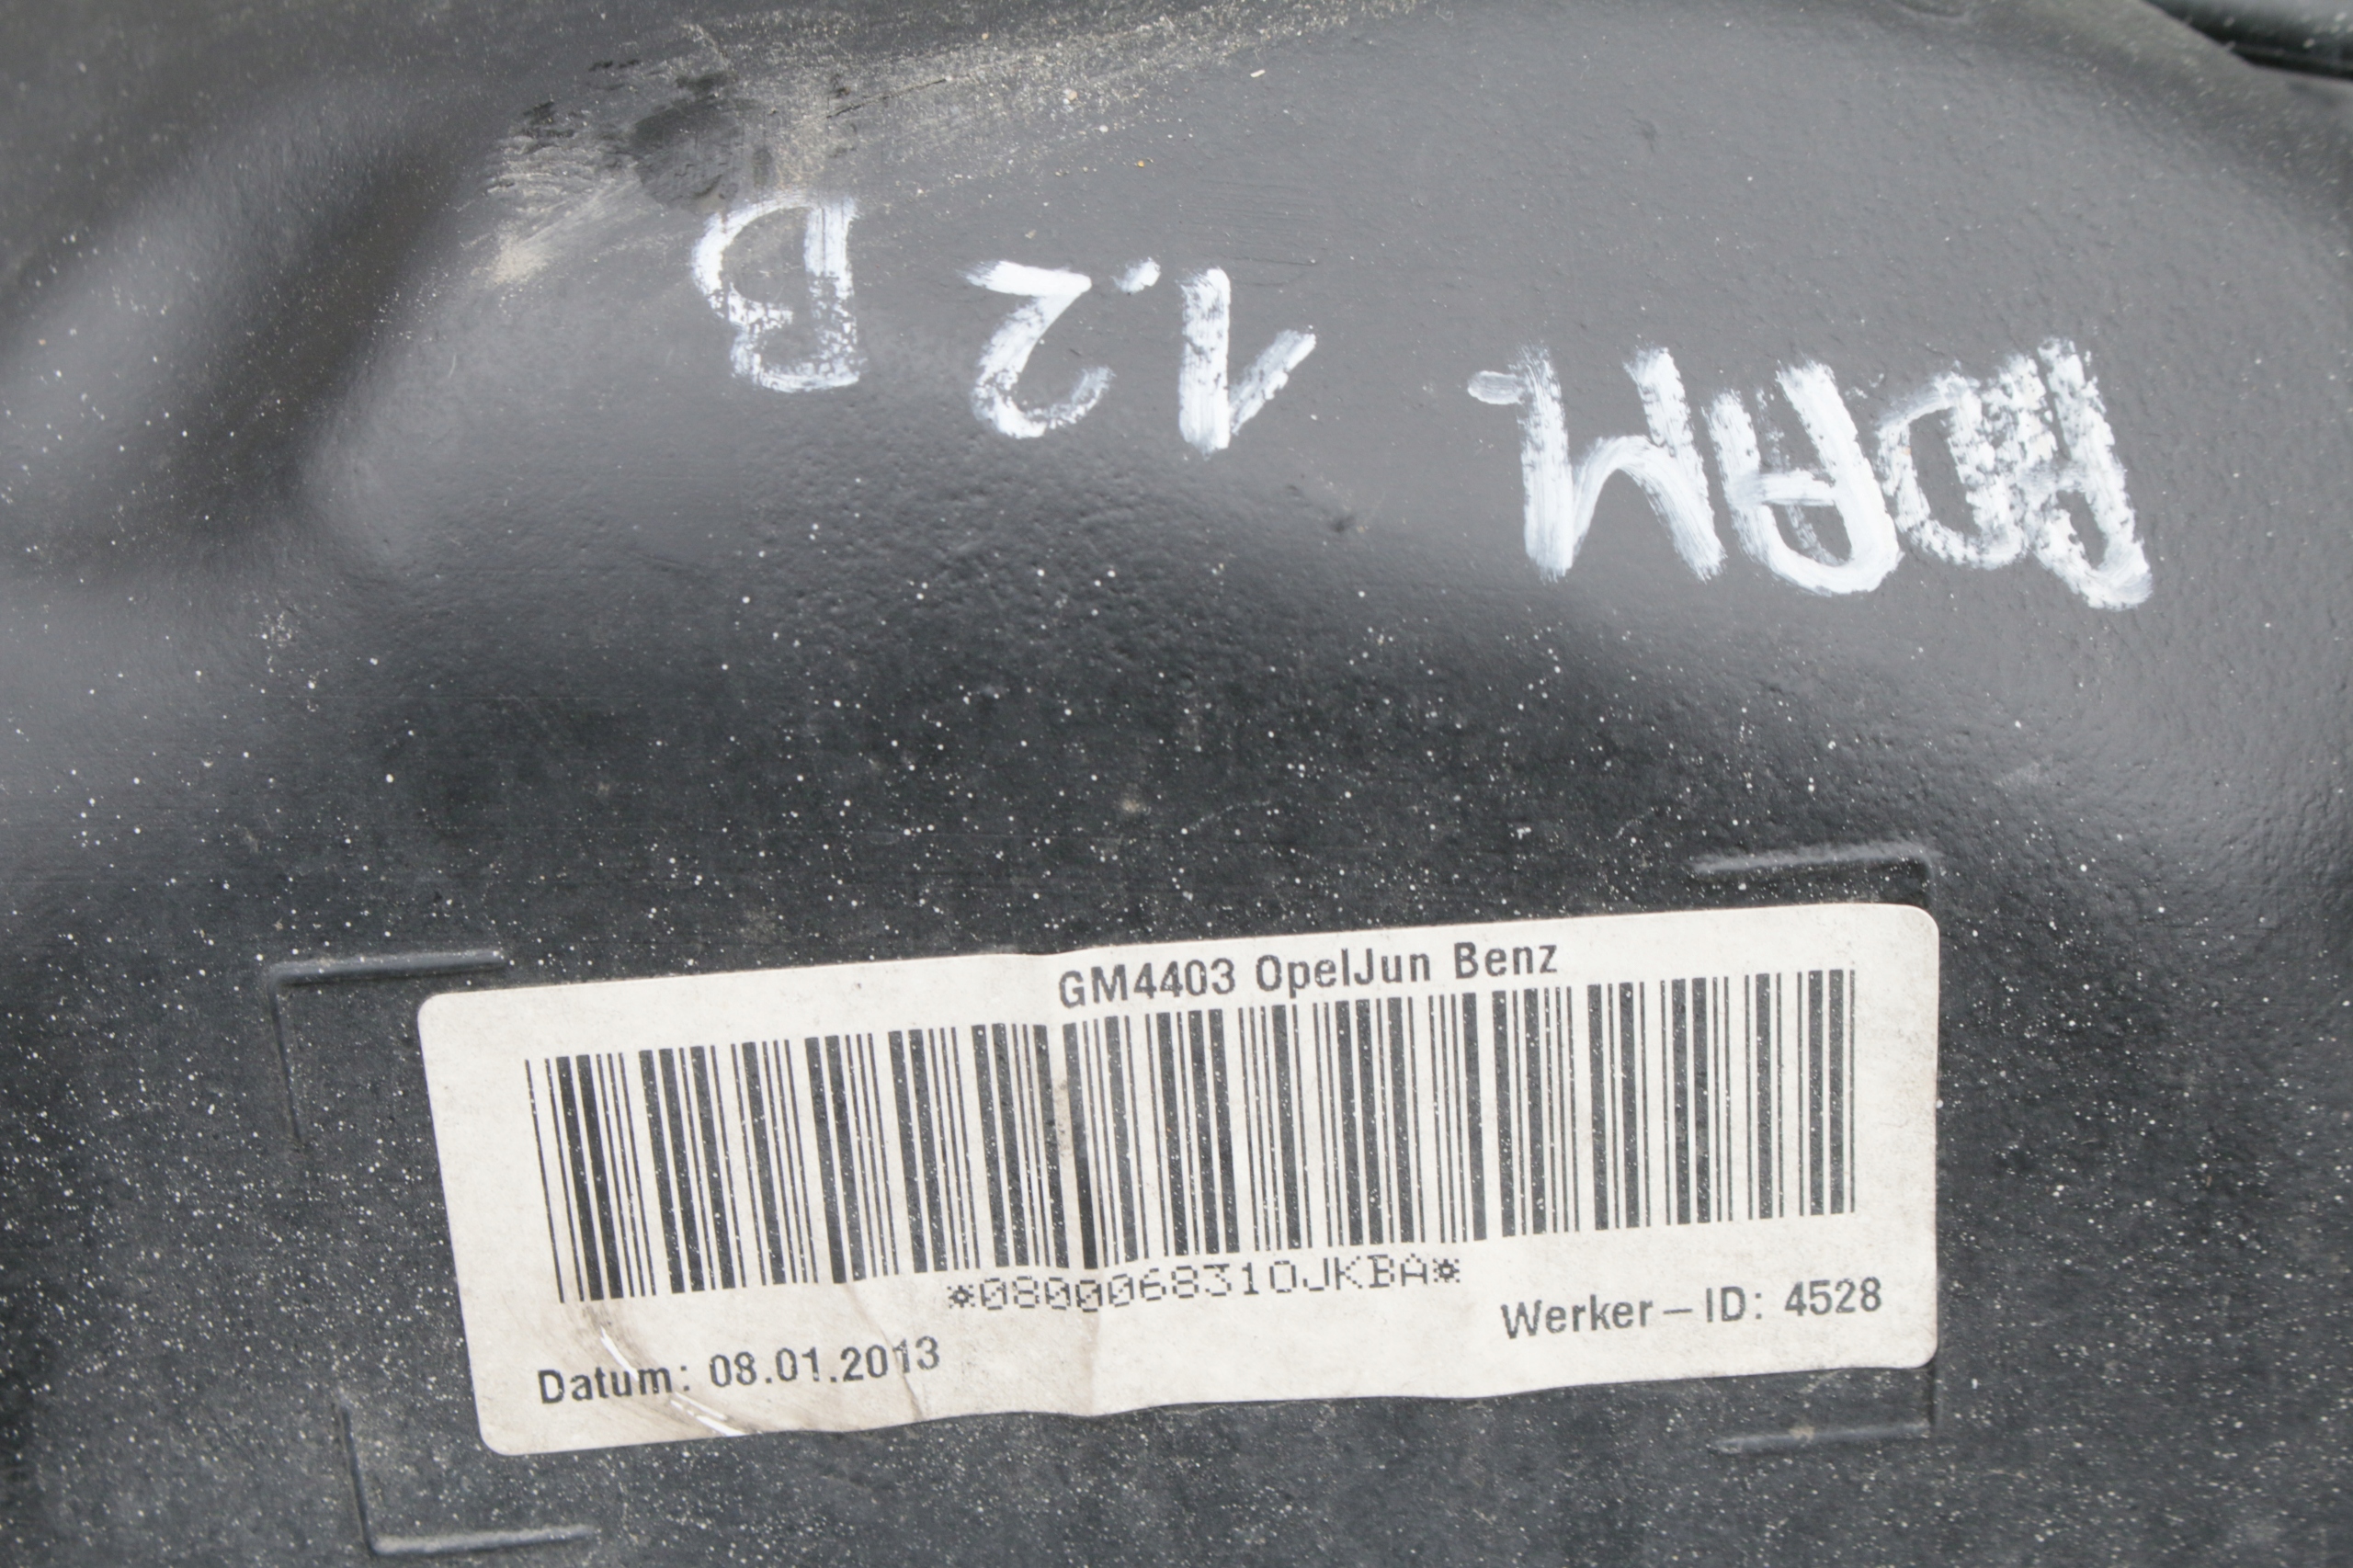 ADAM 1.2 B
GM4403 OpelJun Benz
*0800068310JKBA*
Werker-ID: 4528
Datum: 08.01.2013